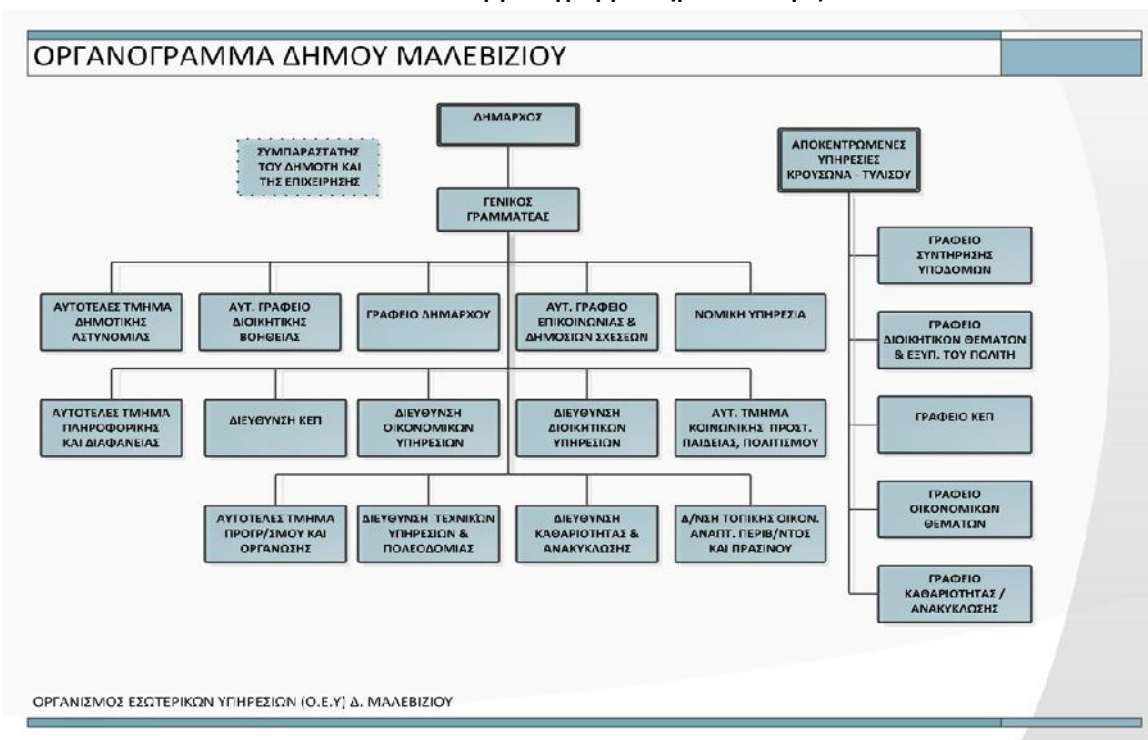 ΟΡΓΑΝΟΓΡΑΜΜΑ ΔΗΜΟΥ ΜΑΛΕΒΙΖΙΟΥ
ΔΗΜΑΡΧΟΣ
ΣΥΜΠΑΡΑΣΤΑΤΗΣ
ΤΟΥ ΔΗΜΟΤΗ ΚΑΙ
ΤΗΣ ΕΠΙΧΕΙΡΗΣΗΣ
ΓΕΝΙΚΟΣ
ΓΡΑΜΜΑΤΕΑΣ
ΑΥΤΟΤΕΛΕΣ ΤΜΗΜΑ
ΔΗΜΟΤΙΚΗΣ
ΑΣΤΥΝΟΜΙΑΣ
ΑΥΤ. ΓΡΑΦΕΙΟ
ΔΙΟΙΚΗΤΙΚΗΣ
ΒΟΗΘΕΙΑΣ
ΓΡΑΦΕΙΟ ΔΗΜΑΡΧΟΥ
ΑΥΤ. ΓΡΑΦΕΙΟ
ΕΠΙΚΟΙΝΩΝΙΑΣ &
ΔΗΜΟΣΙΩΝ ΣΧΕΣΕΩΝ
ΝΟΜΙΚΗ ΥΠΗΡΕΣΙΑ
ΑΥΤΟΤΕΛΕΣ ΤΜΗΜΑ
ΠΛΗΡΟΦΟΡΙΚΗΣ
ΚΑΙ ΔΙΑΦΑΝΕΙΑΣ
ΔΙΕΥΘΥΝΣΗ ΚΕΠ
ΔΙΕΥΘΥΝΣΗ
ΟΙΚΟΝΟΜΙΚΩΝ
ΥΠΗΡΕΣΙΩΝ
ΔΙΕΥΘΥΝΣΗ
ΔΙΟΙΚΗΤΙΚΩΝ
ΥΠΗΡΕΣΙΩΝ
ΑΥΤ. ΤΜΗΜΑ
ΚΟΙΝΩΝΙΚΗΣ ΠΡΟΣΤ.
ΠΑΙΔΕΙΑΣ, ΠΟΛΙΤΙΣΜΟΥ
ΑΥΤΟΤΕΛΕΣ ΤΜΗΜΑ
ΠΡΟΓΡ/ΣΜΟΥ ΚΑΙ
ΟΡΓΑΝΩΣΗΣ
ΔΙΕΥΘΥΝΣΗ ΤΕΧΝΙΚΩΝ
ΥΠΗΡΕΣΙΩΝ &
ΠΟΛΕΟΔΟΜΙΑΣ
ΔΙΕΥΘΥΝΣΗ
ΚΑΘΑΡΙΟΤΗΤΑΣ &
ΑΝΑΚΥΚΛΩΣΗΣ
Δ/ΝΣΗ ΤΟΠΙΚΗΣ ΟΙΚΟΝ.
ΑΝΑΠΤ. ΠΕΡΙΒ/ΝΤΟΣ
ΚΑΙ ΠΡΑΣΙΝΟΥ
ΑΠΟΚΕΝΤΡΩΜΕΝΕΣ
ΥΠΗΡΕΣΙΕΣ
ΚΡΟΥΣΩΝΑ - ΤΥΛΙΣΟΥ
ΓΡΑΦΕΙΟ
ΣΥΝΤΗΡΗΣΗΣ
ΥΠΟΔΟΜΩΝ
ΓΡΑΦΕΙΟ
ΔΙΟΙΚΗΤΙΚΩΝ ΘΕΜΑΤΩΝ
& ΕΞΥΠ. ΤΟΥ ΠΟΛΙΤΗ
ΓΡΑΦΕΙΟ ΚΕΠ
ΓΡΑΦΕΙΟ
ΟΙΚΟΝΟΜΙΚΩΝ
ΘΕΜΑΤΩΝ
ΓΡΑΦΕΙΟ
ΚΑΘΑΡΙΟΤΗΤΑΣ /
ΑΝΑΚΥΚΛΩΣΗΣ
ΟΡΓΑΝΙΣΜΟΣ ΕΣΩΤΕΡΙΚΩΝ ΥΠΗΡΕΣΙΩΝ (Ο.Ε.Υ) Δ. ΜΑΛΕΒΙΖΙΟΥ